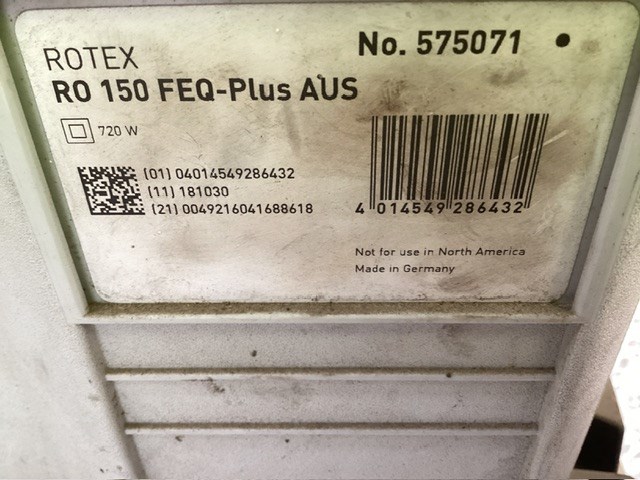 ROTEX
RO 150 FEQ-Plus AUS
No. 575071
720 W
(01) 04014549286432
(11) 181030
(21) 0049216041688618
4 014549 286432
Not for use in North America
Made in Germany